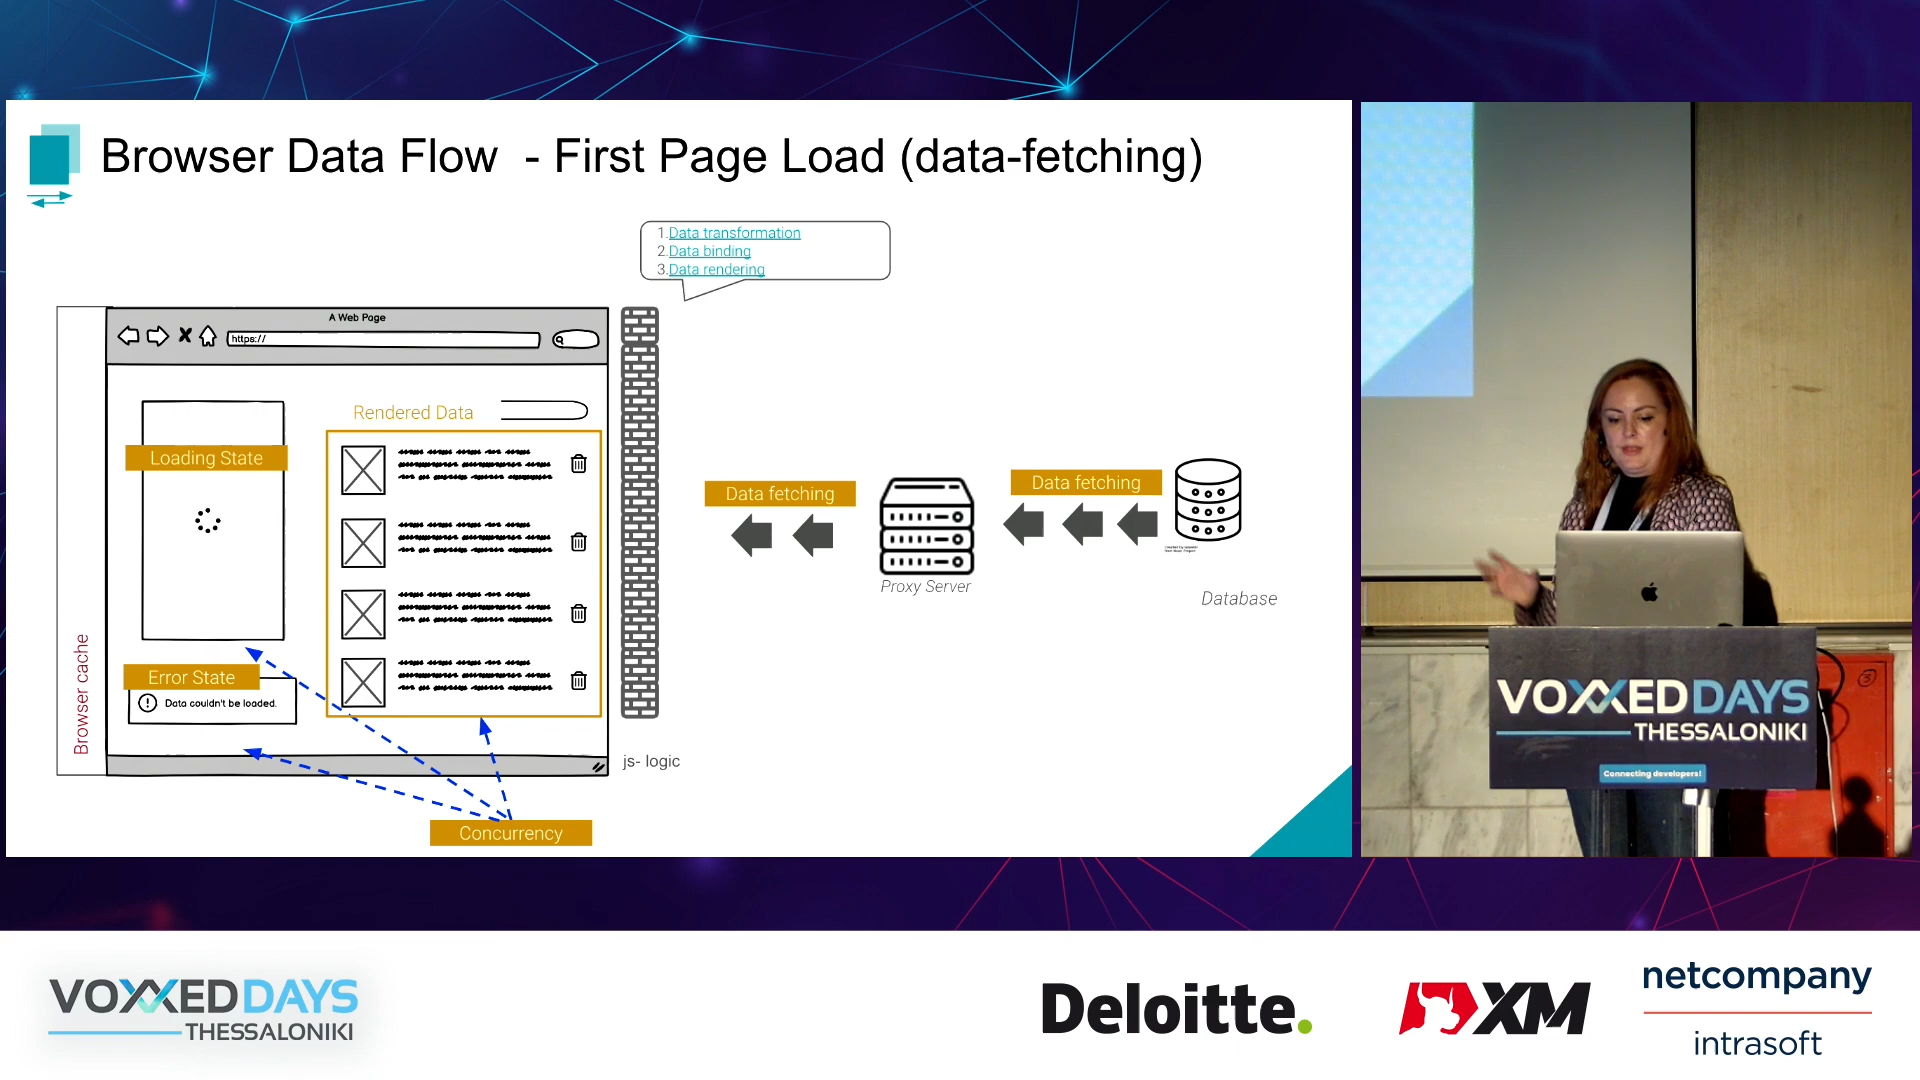 Browser Data Flow - First Page Load (data-fetching)
1.Data transformation
2.Data binding
3.Data rendering
A Web Page
https://
Rendered Data
Loading State
Error State
Data couldn't be loaded.
Browser cache
js- logic
Concurrency
Data fetching
Proxy Server
Data fetching
Database
VOXXED DAYS
THESSALONIKI
Connecting developers!
VOXXED DAYS
THESSALONIKI
Deloitte.
XM
netcompany
intrasoft